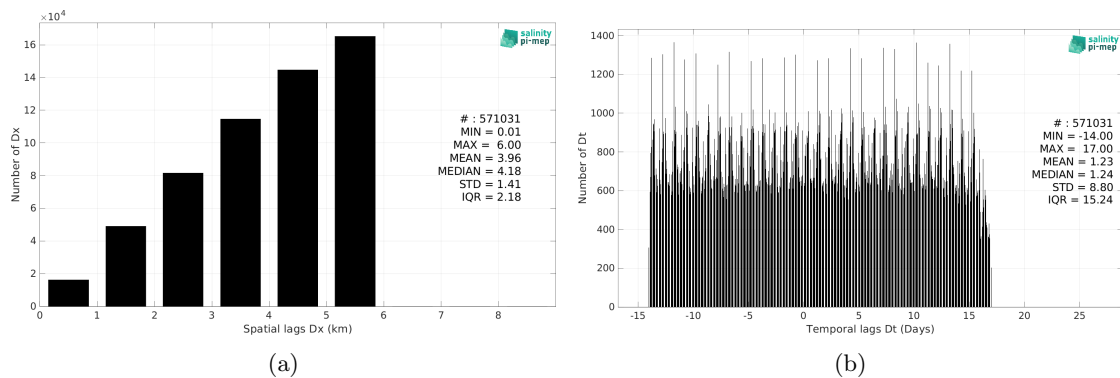 ×10⁴
16
14
12
10
8
6
4
2
0
Number of Dx
0 1 2 3 4 5 6 7 8
Spatial lags Dx (km)
salinity
pi-mep
# : 571031
MIN = 0.01
MAX = 6.00
MEAN = 3.96
MEDIAN = 4.18
STD = 1.41
IQR = 2.18
(a)
1400
1200
1000
800
600
400
200
0
Number of Dt
-15 -10 -5 0 5 10 15 20 25
Temporal lags Dt (Days)
salinity
pi-mep
# : 571031
MIN = -14.00
MAX = 17.00
MEAN = 1.23
MEDIAN = 1.24
STD = 8.80
IQR = 15.24
(b)